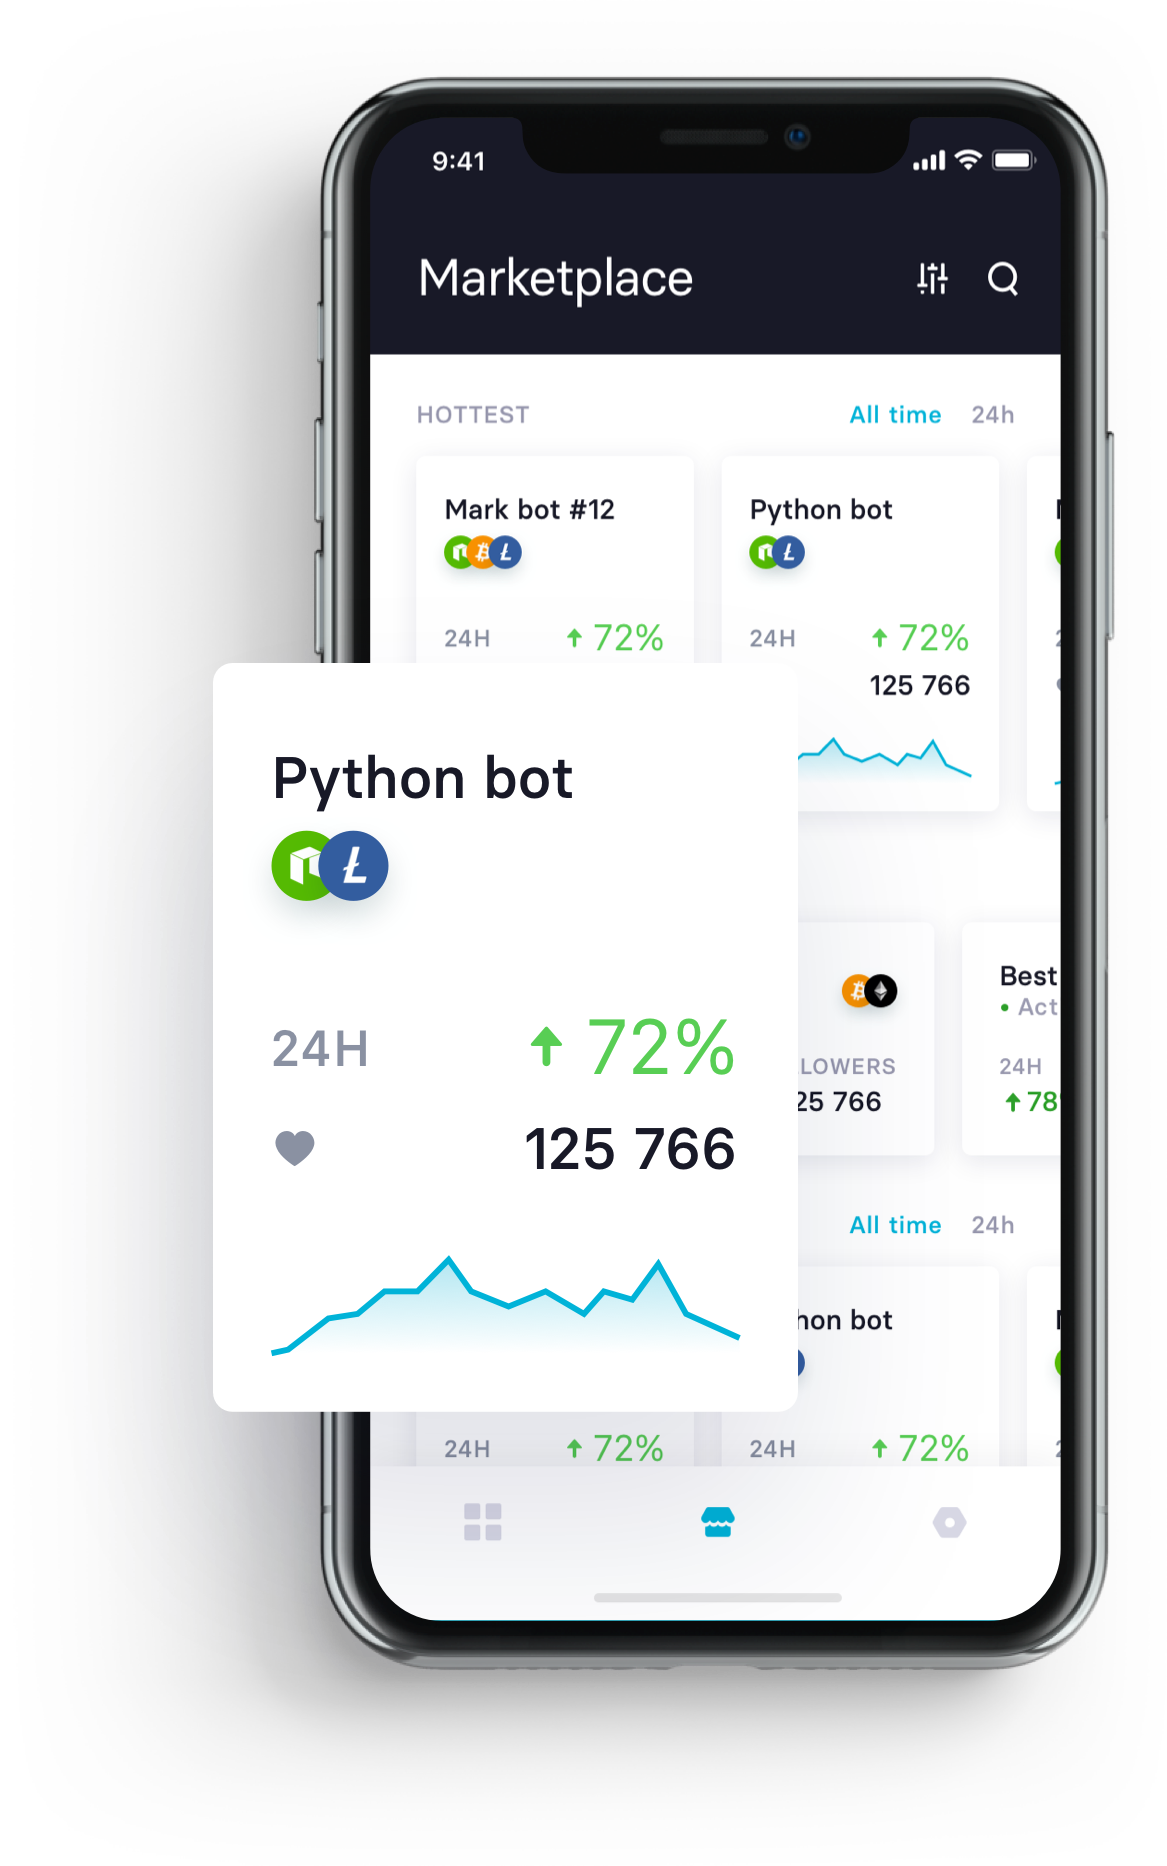 9:41
Marketplace
HOTTEST All time 24h
Mark bot #12
Python bot
24H 72%
24H 72%
125 766
Python bot
24H 72%
125 766
Best
Act
LOWERS
25 766
24H
78
All time 24h
hon bot
24H 72%
24H 72%